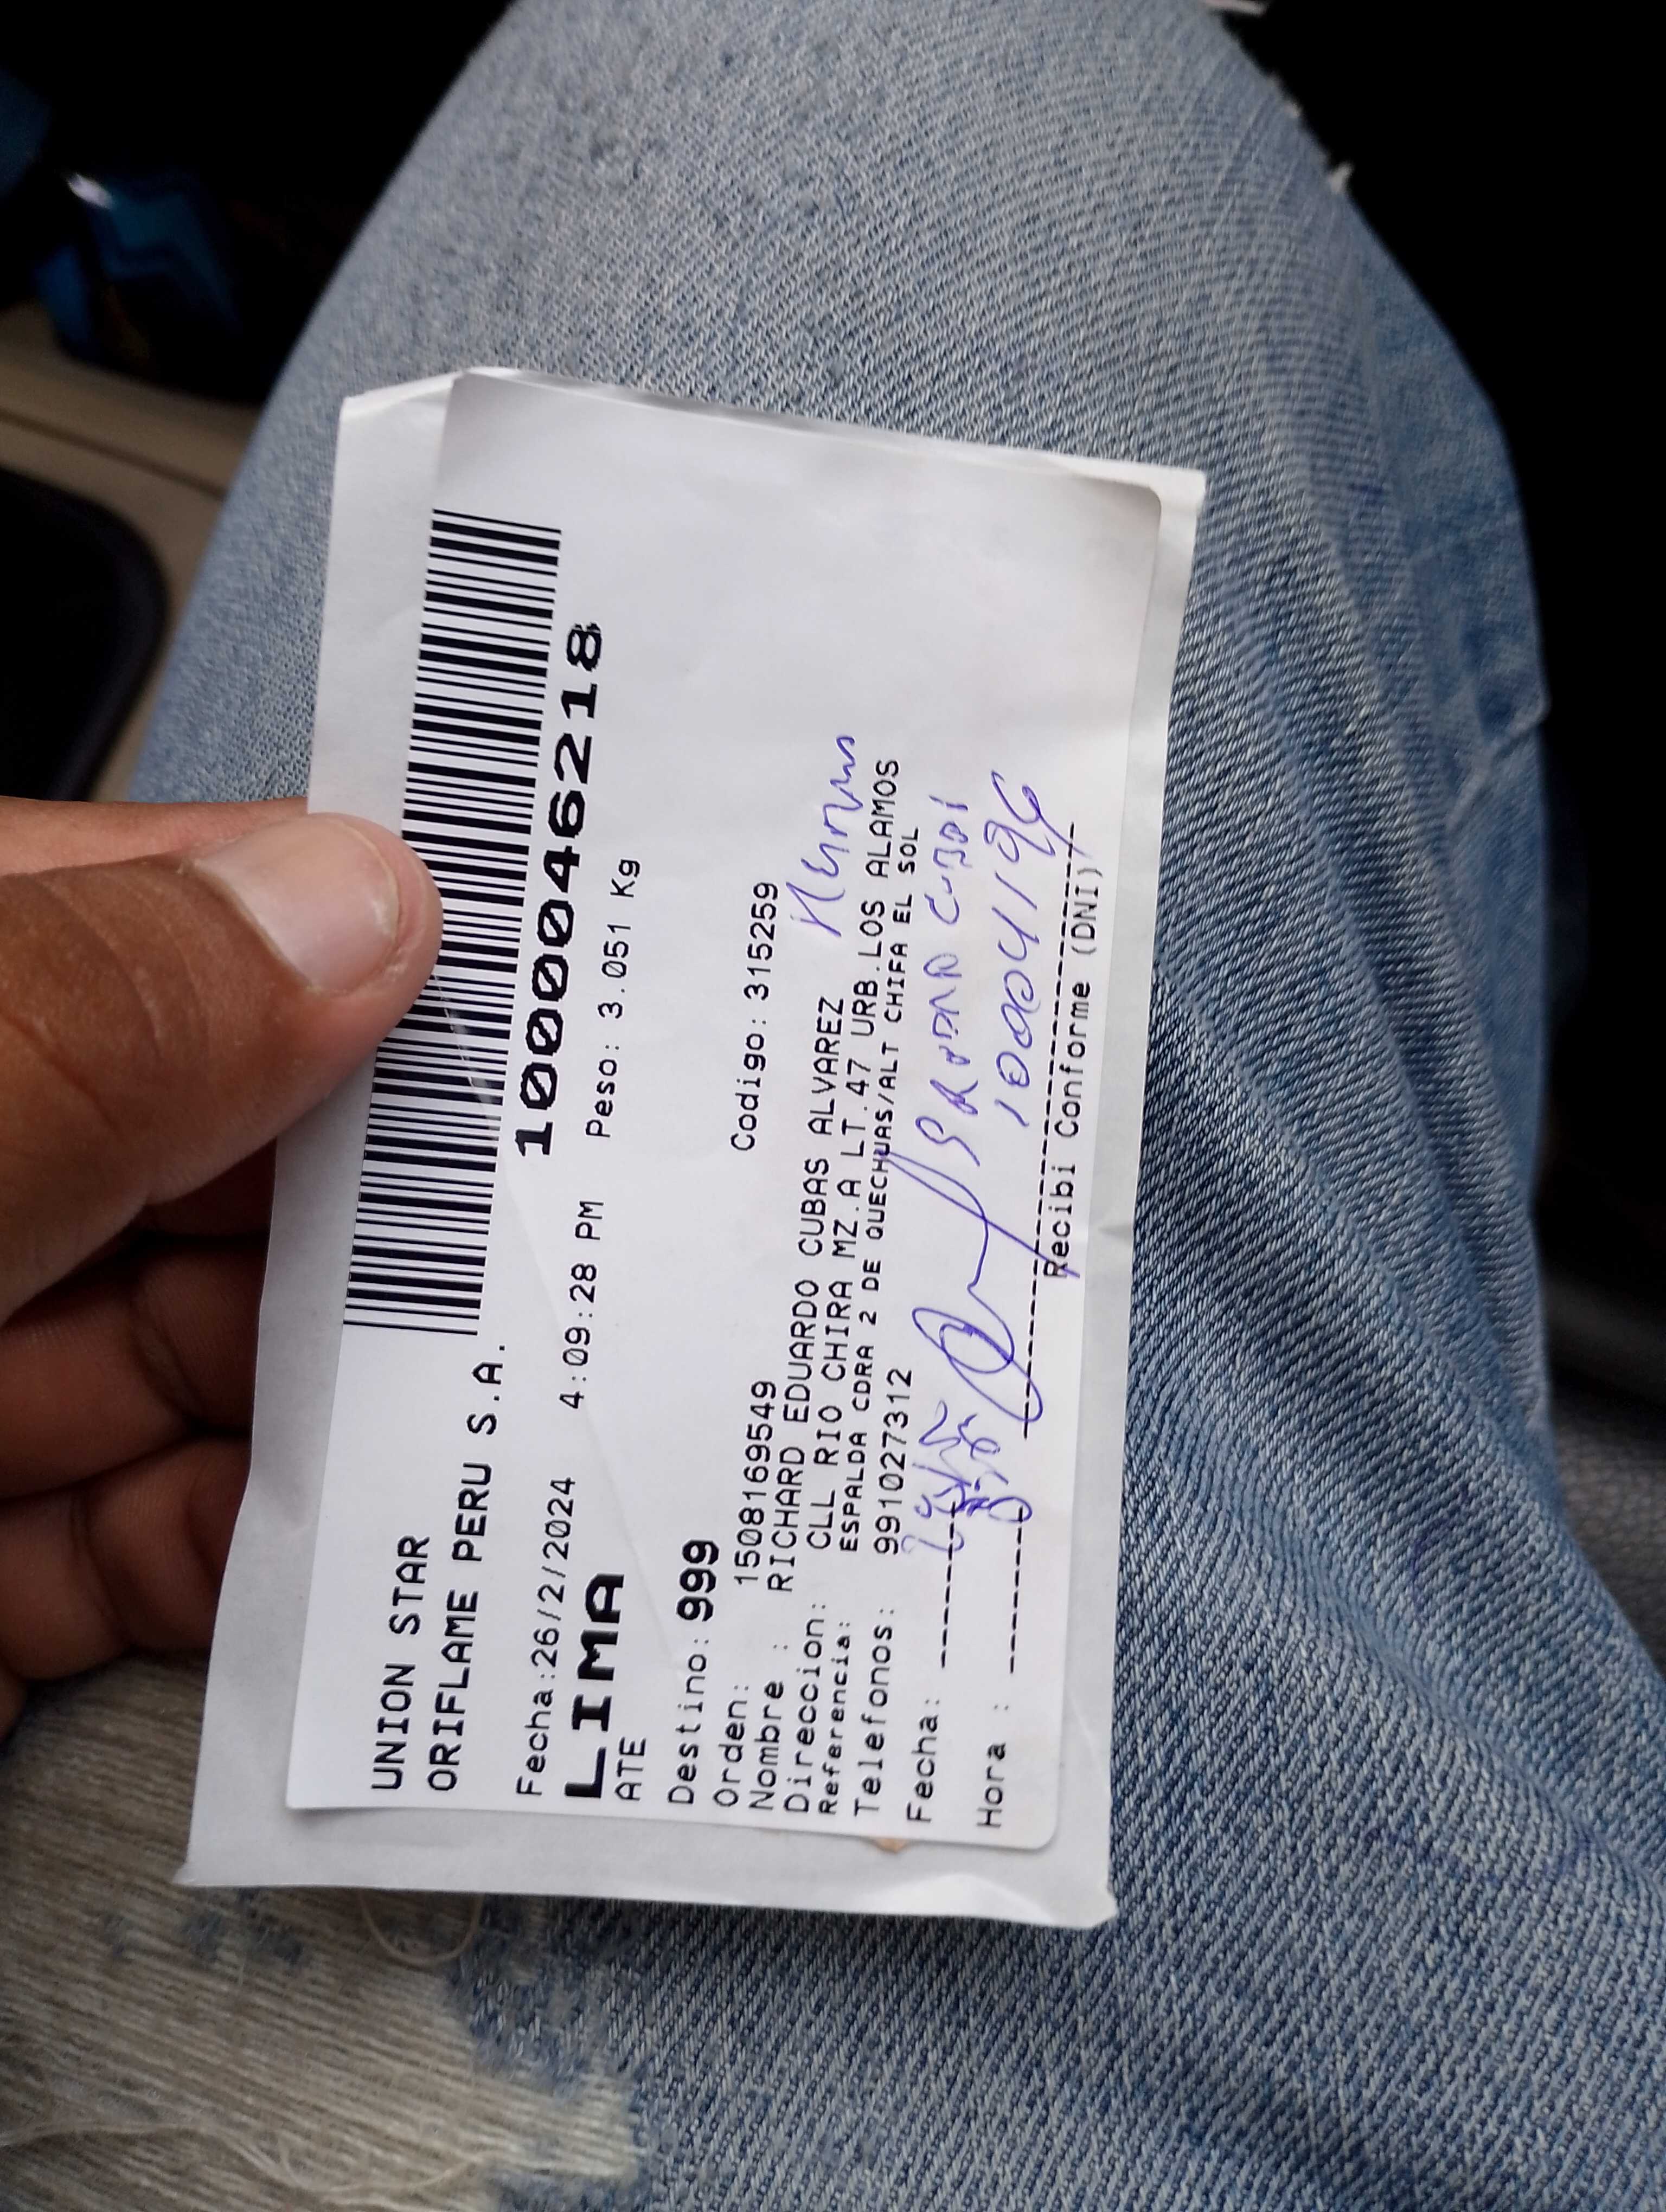 UNION STAR
ORIFLAME PERU S.A.
1000046218
Fecha:26/2/2024 4:09:28 PM Peso: 3.051 Kg
LIMA
ATE
Destino: 999
Orden: 1508169549 Codigo: 315259
Nombre : RICHARD EDUARDO CUBAS ALVAREZ
Direccion: CLL RIO CHIRA MZ.A LT.47 URB.LOS ALAMOS
Referencia: ESPALDA CDRA 2 DE QUECHUAS/ALT CHIFA EL SOL
Telefonos: 991027312
Fecha:
Hora :
10004196
Recibi Conforme (DNI)